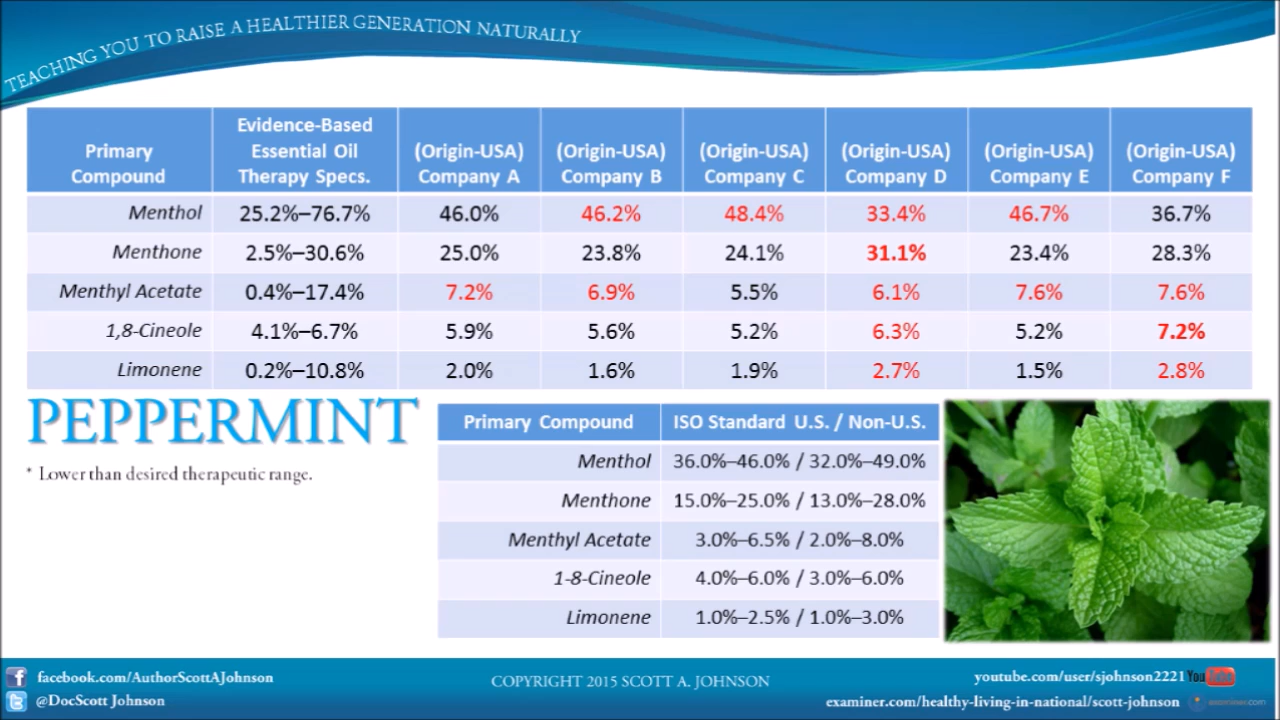 TEACHING YOU TO RAISE A HEALTHIER GENERATION NATURALLY
Primary Compound Evidence-Based Essential Oil Therapy Specs. (Origin-USA) Company A (Origin-USA) Company B (Origin-USA) Company C (Origin-USA) Company D (Origin-USA) Company E (Origin-USA) Company F
Menthol 25.2%–76.7% 46.0% 46.2% 48.4% 33.4% 46.7% 36.7%
Menthone 2.5%–30.6% 25.0% 23.8% 24.1% 31.1% 23.4% 28.3%
Menthyl Acetate 0.4%–17.4% 7.2% 6.9% 5.5% 6.1% 7.6% 7.6%
1,8-Cineole 4.1%–6.7% 5.9% 5.6% 5.2% 6.3% 5.2% 7.2%
Limonene 0.2%–10.8% 2.0% 1.6% 1.9% 2.7% 1.5% 2.8%
PEPPERMINT
* Lower than desired therapeutic range.
Primary Compound ISO Standard U.S. / Non-U.S.
Menthol 36.0%–46.0% / 32.0%–49.0%
Menthone 15.0%–25.0% / 13.0%–28.0%
Menthyl Acetate 3.0%–6.5% / 2.0%–8.0%
1-8-Cineole 4.0%–6.0% / 3.0%–6.0%
Limonene 1.0%–2.5% / 1.0%–3.0%
facebook.com/AuthorScottAJohnson
@DocScott Johnson
COPYRIGHT 2015 SCOTT A. JOHNSON
youtube.com/user/sjohnson2221 YouTube
examiner.com/healthy-living-in-national/scott-johnson examiner.com